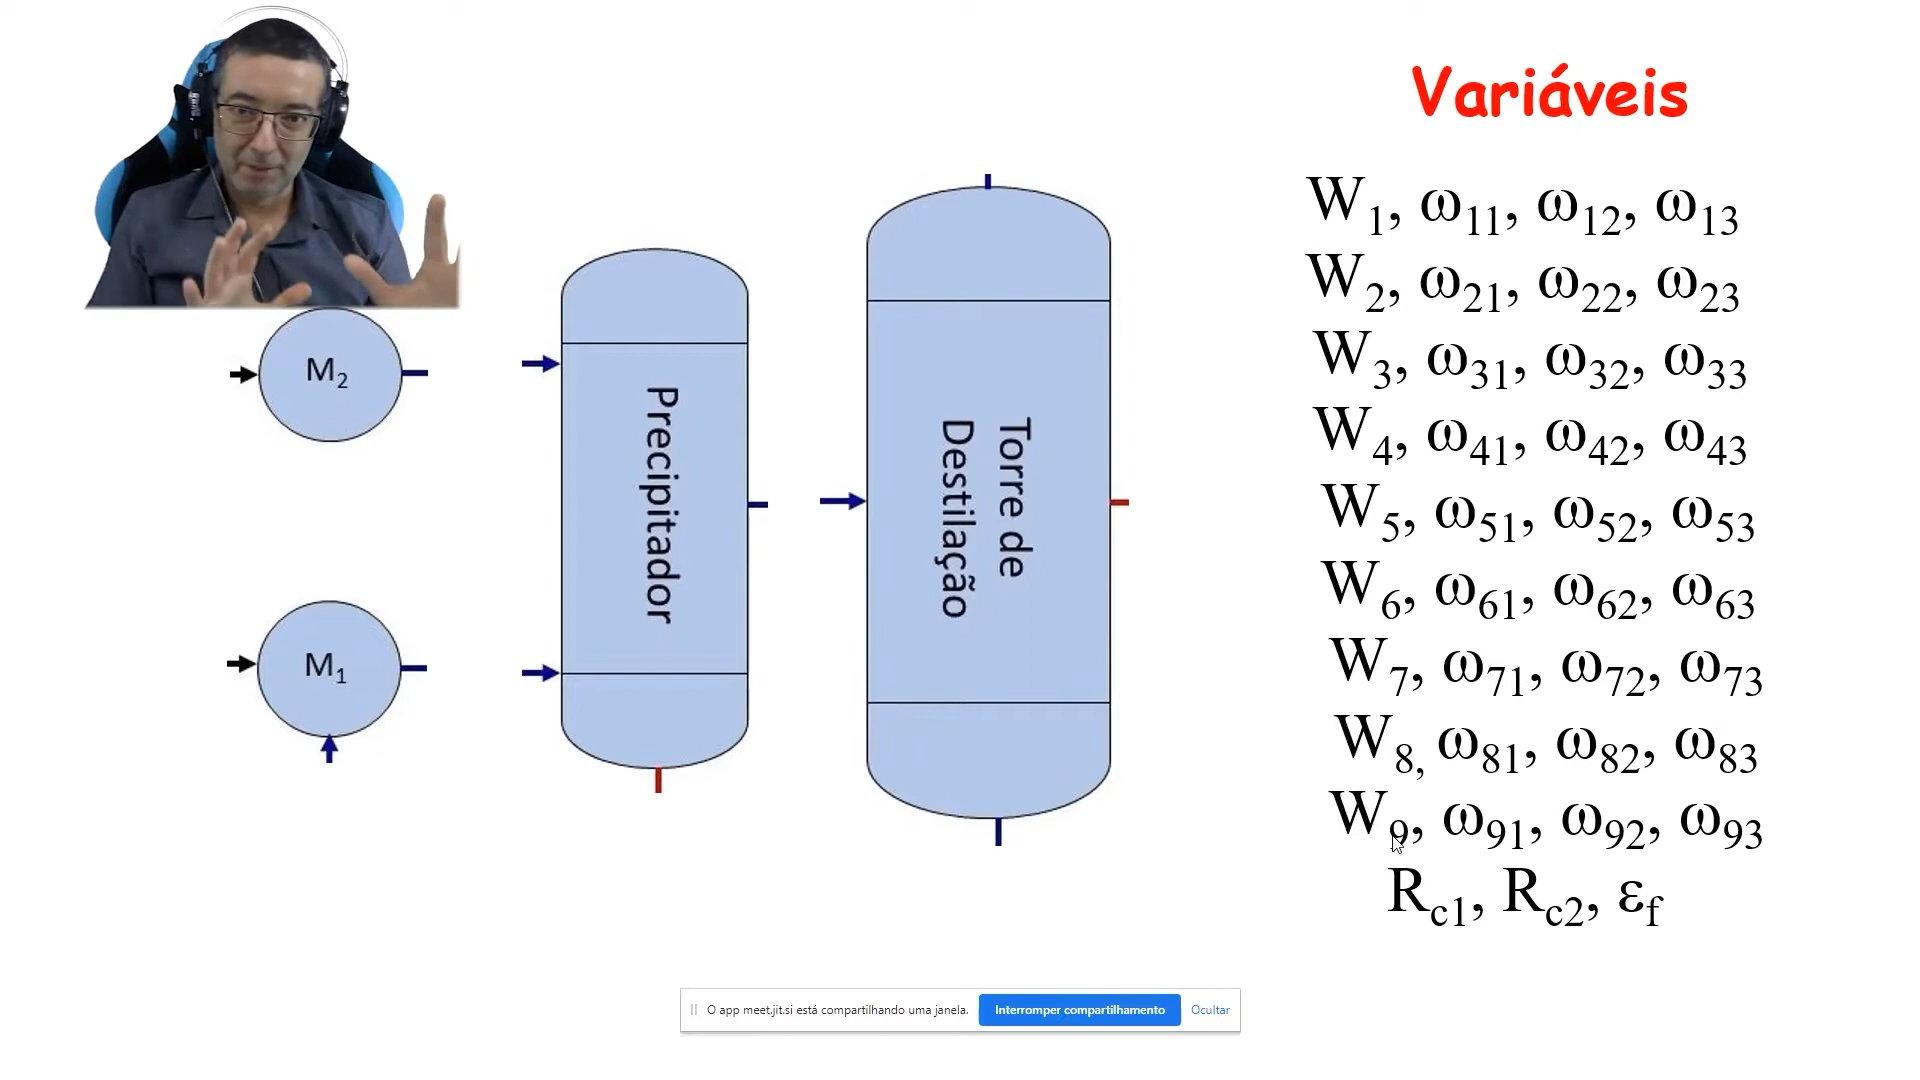 Variáveis
W₁, ω₁₁, ω₁₂, ω₁₃
W₂, ω₂₁, ω₂₂, ω₂₃
W₃, ω₃₁, ω₃₂, ω₃₃
W₄, ω₄₁, ω₄₂, ω₄₃
W₅, ω₅₁, ω₅₂, ω₅₃
W₆, ω₆₁, ω₆₂, ω₆₃
W₇, ω₇₁, ω₇₂, ω₇₃
W₈, ω₈₁, ω₈₂, ω₈₃
W₉, ω₉₁, ω₉₂, ω₉₃
R_c1, R_c2, ε_f
M₂
M₁
Precipitador
Torre de
Destilação
O app meet.jit.si está compartilhando uma janela.
Interromper compartilhamento
Ocultar